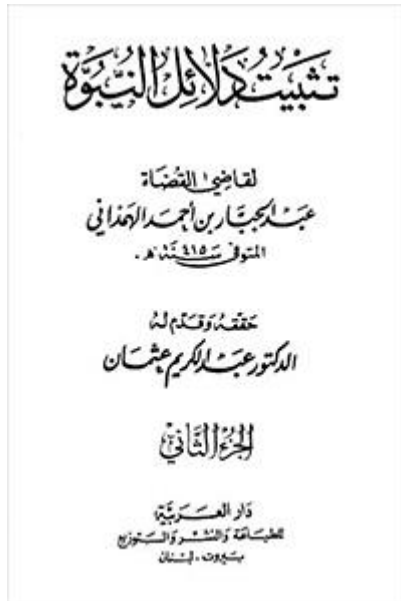 تثبيت دلائل النبوة
لقاضي القضاة
عبد الجبار بن أحمد الهمذاني
المتوفى سنة ٤١٥ هـ.
حققه وقدم له
الدكتور عبد الكريم عثمان
الجزء الثاني
دار العربية
للطباعة والنشر والتوزيع
بيروت - لبنان